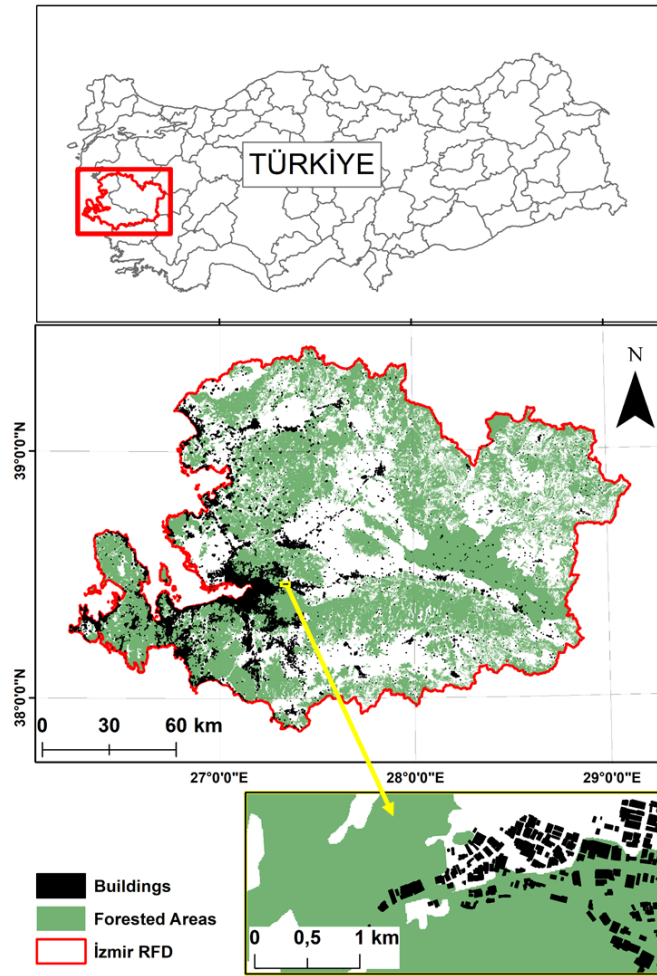 TÜRKİYE
N
39°0'0"N
38°0'0"N
0 30 60 km
27°0'0"E 28°0'0"E 29°0'0"E
Buildings
Forested Areas
İzmir RFD
0 0,5 1 km